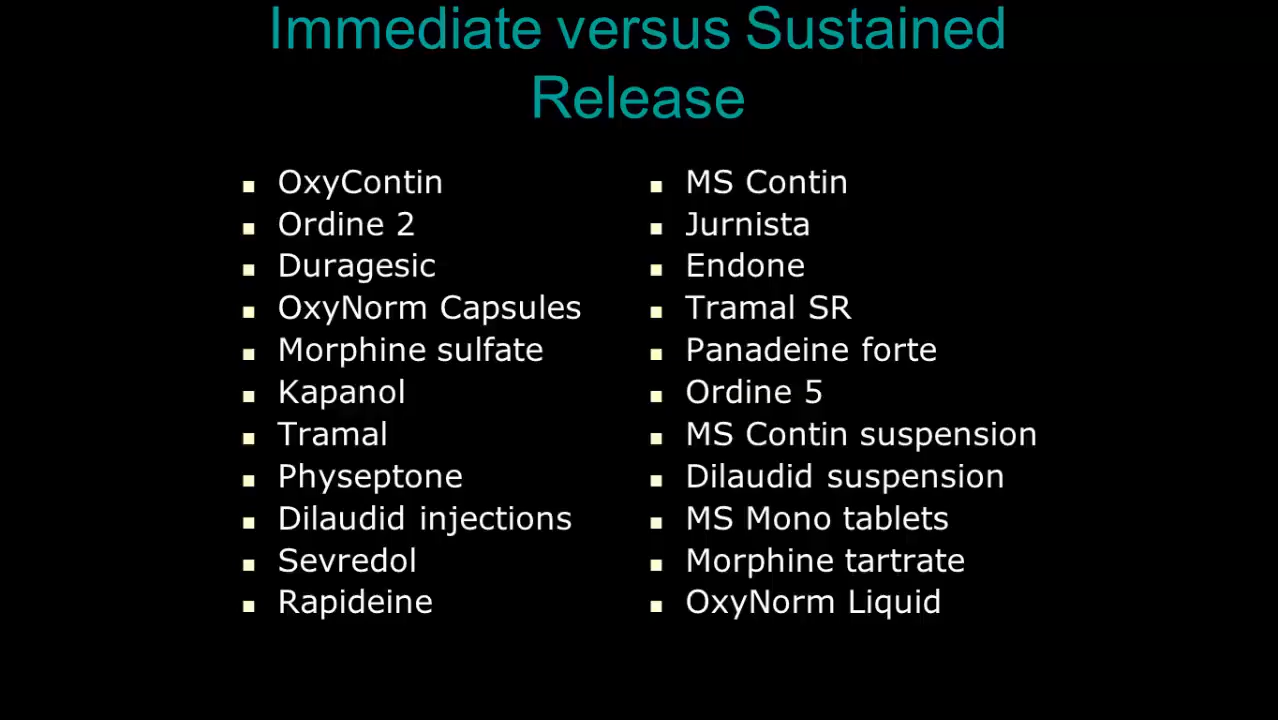 Immediate versus Sustained
Release
OxyContin
Ordine 2
Duragesic
OxyNorm Capsules
Morphine sulfate
Kapanol
Tramal
Physeptone
Dilaudid injections
Sevredol
Rapideine
MS Contin
Jurnista
Endone
Tramal SR
Panadeine forte
Ordine 5
MS Contin suspension
Dilaudid suspension
MS Mono tablets
Morphine tartrate
OxyNorm Liquid